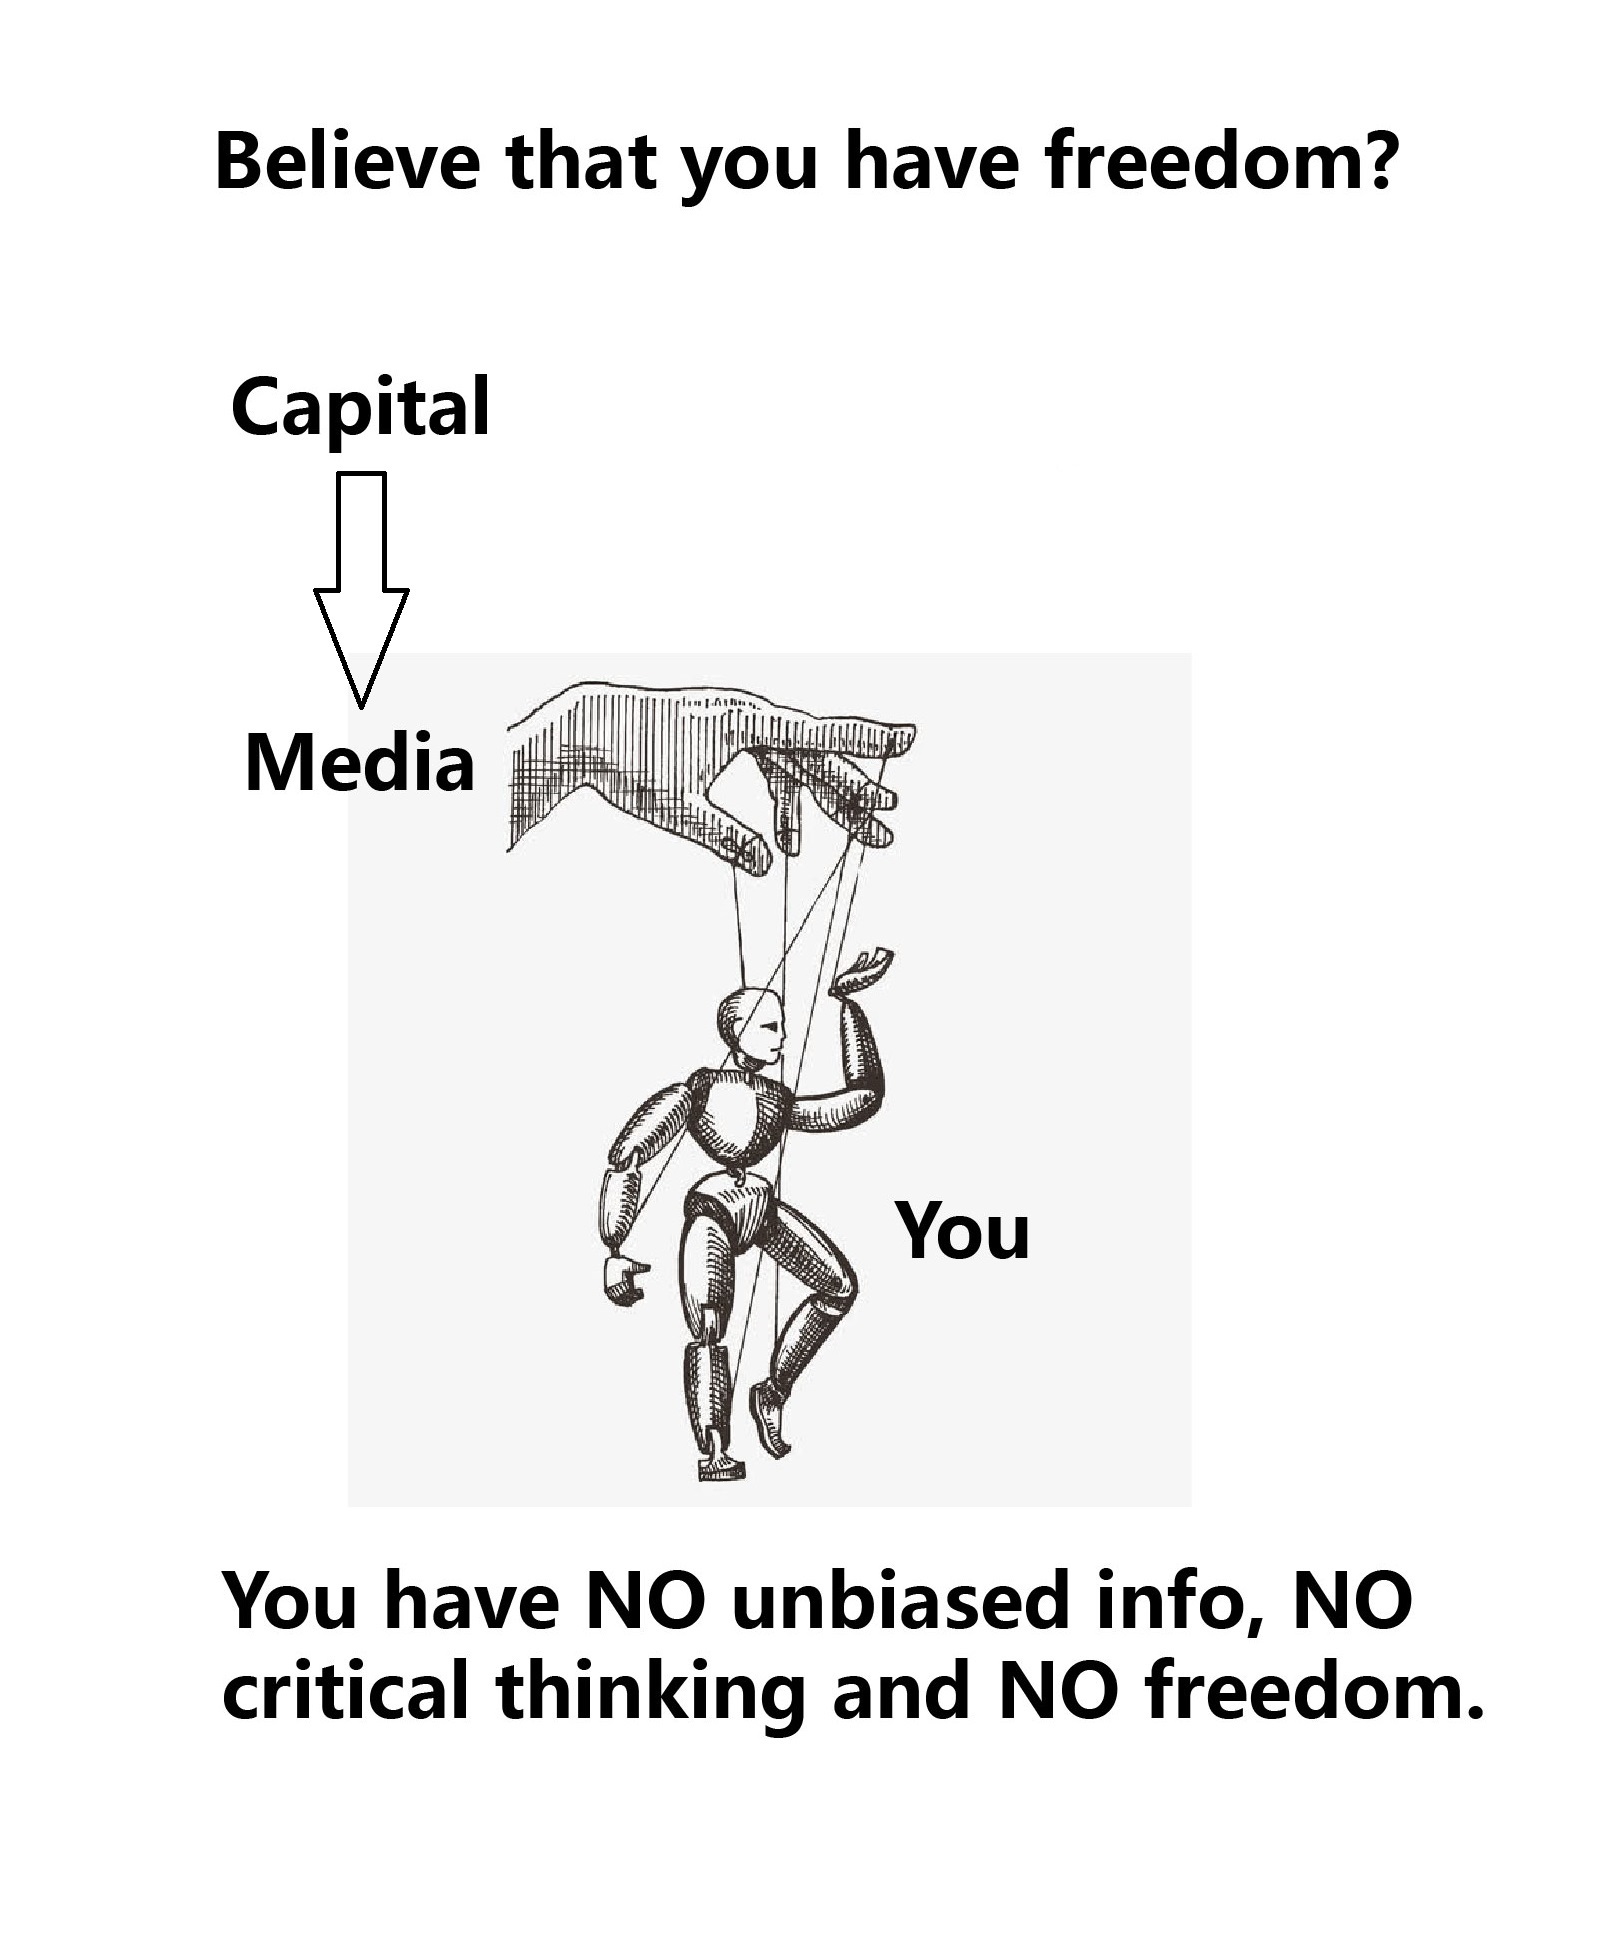 Believe that you have freedom?
Capital
Media
You
You have NO unbiased info, NO
critical thinking and NO freedom.